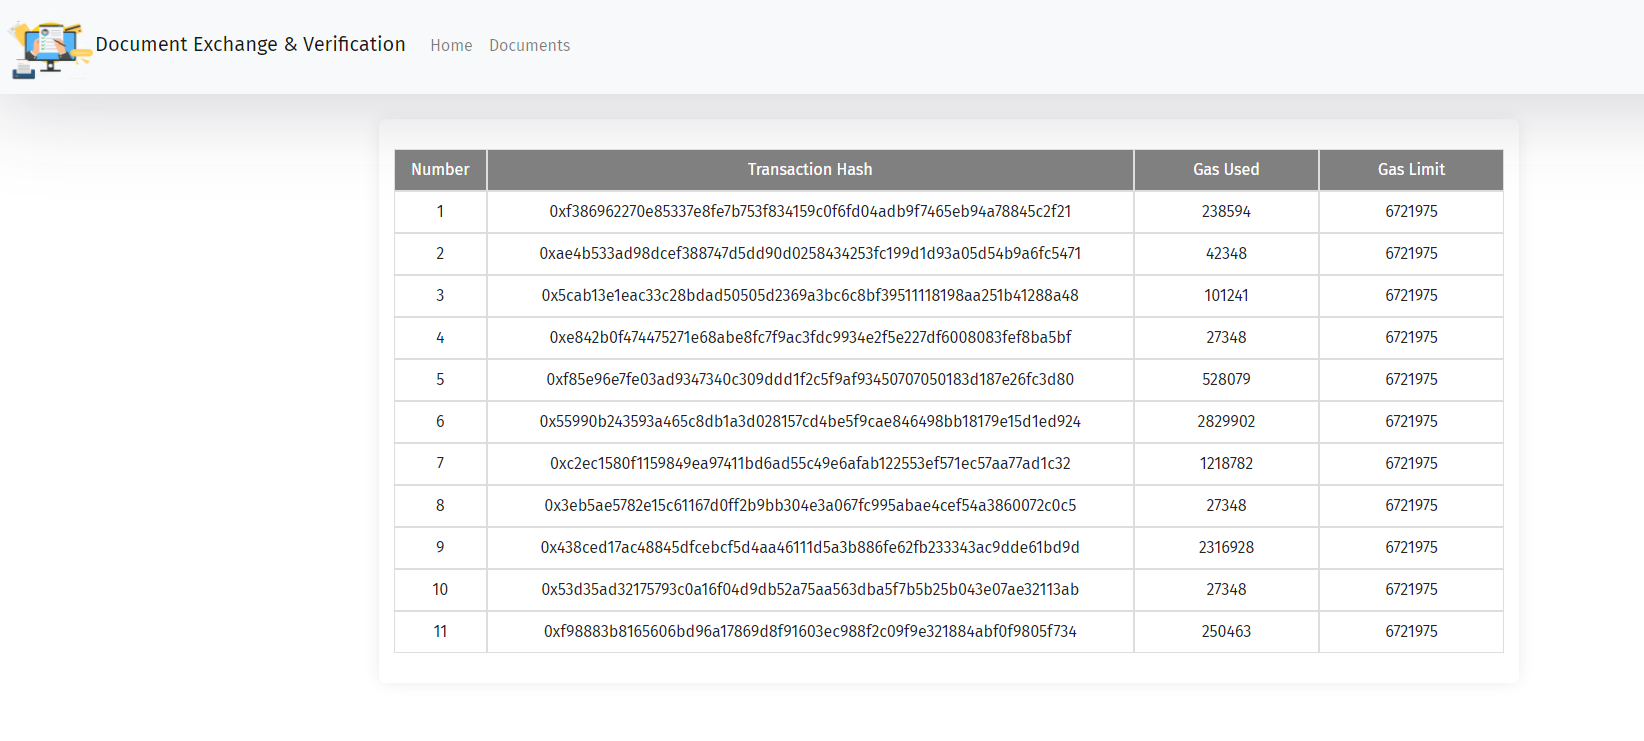 Document Exchange & Verification Home Documents
Number Transaction Hash Gas Used Gas Limit
1 0xf386962270e85337e8fe7b753f834159c0f6fd04adb9f7465eb94a78845c2f21 238594 6721975
2 0xae4b533ad98dcef388747d5dd90d0258434253fc199d1d93a05d54b9a6fc5471 42348 6721975
3 0x5cab13e1eac33c28bdad50505d2369a3bc6c8bf39511118198aa251b41288a48 101241 6721975
4 0xe842b0f474475271e68abe8fc7f9ac3fdc9934e2f5e227df6008083fef8ba5bf 27348 6721975
5 0xf85e96e7fe03ad9347340c309ddd1f2c5f9af93450707050183d187e26fc3d80 528079 6721975
6 0x55990b243593a465c8db1a3d028157cd4be5f9cae846498bb18179e15d1ed924 2829902 6721975
7 0xc2ec1580f1159849ea97411bd6ad55c49e6afab122553ef571ec57aa77ad1c32 1218782 6721975
8 0x3eb5ae5782e15c61167d0ff2b9bb304e3a067fc995abae4cef54a3860072c0c5 27348 6721975
9 0x438ced17ac48845dfcebcf5d4aa46111d5a3b886fe62fb233343ac9dde61bd9d 2316928 6721975
10 0x53d35ad32175793c0a16f04d9db52a75aa563dba5f7b5b25b043e07ae32113ab 27348 6721975
11 0xf98883b8165606bd96a17869d8f91603ec988f2c09f9e321884abf0f9805f734 250463 6721975